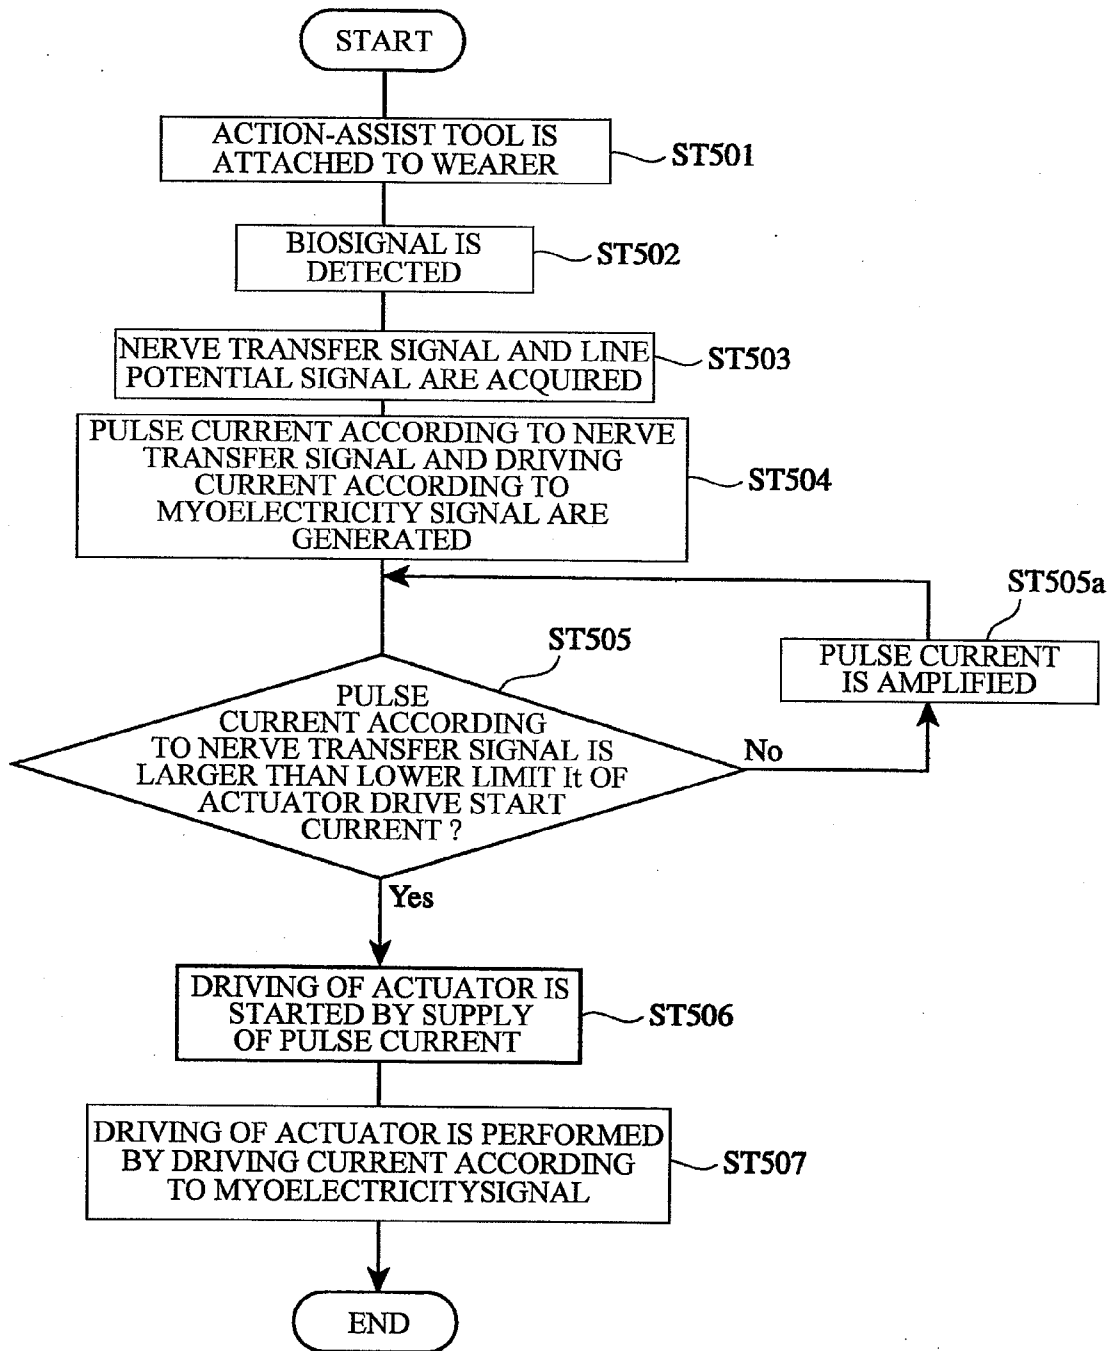 START
ACTION-ASSIST TOOL IS
ATTACHED TO WEARER
ST501
BIOSIGNAL IS
DETECTED
ST502
NERVE TRANSFER SIGNAL AND LINE
POTENTIAL SIGNAL ARE ACQUIRED
ST503
PULSE CURRENT ACCORDING TO NERVE
TRANSFER SIGNAL AND DRIVING
CURRENT ACCORDING TO
MYOELECTRICITY SIGNAL ARE
GENERATED
ST504
ST505a
PULSE CURRENT
IS AMPLIFIED
ST505
PULSE
CURRENT ACCORDING
TO NERVE TRANSFER SIGNAL IS
LARGER THAN LOWER LIMIT It OF
ACTUATOR DRIVE START
CURRENT ?
No
Yes
DRIVING OF ACTUATOR IS
STARTED BY SUPPLY
OF PULSE CURRENT
ST506
DRIVING OF ACTUATOR IS PERFORMED
BY DRIVING CURRENT ACCORDING
TO MYOELECTRICITYSIGNAL
ST507
END